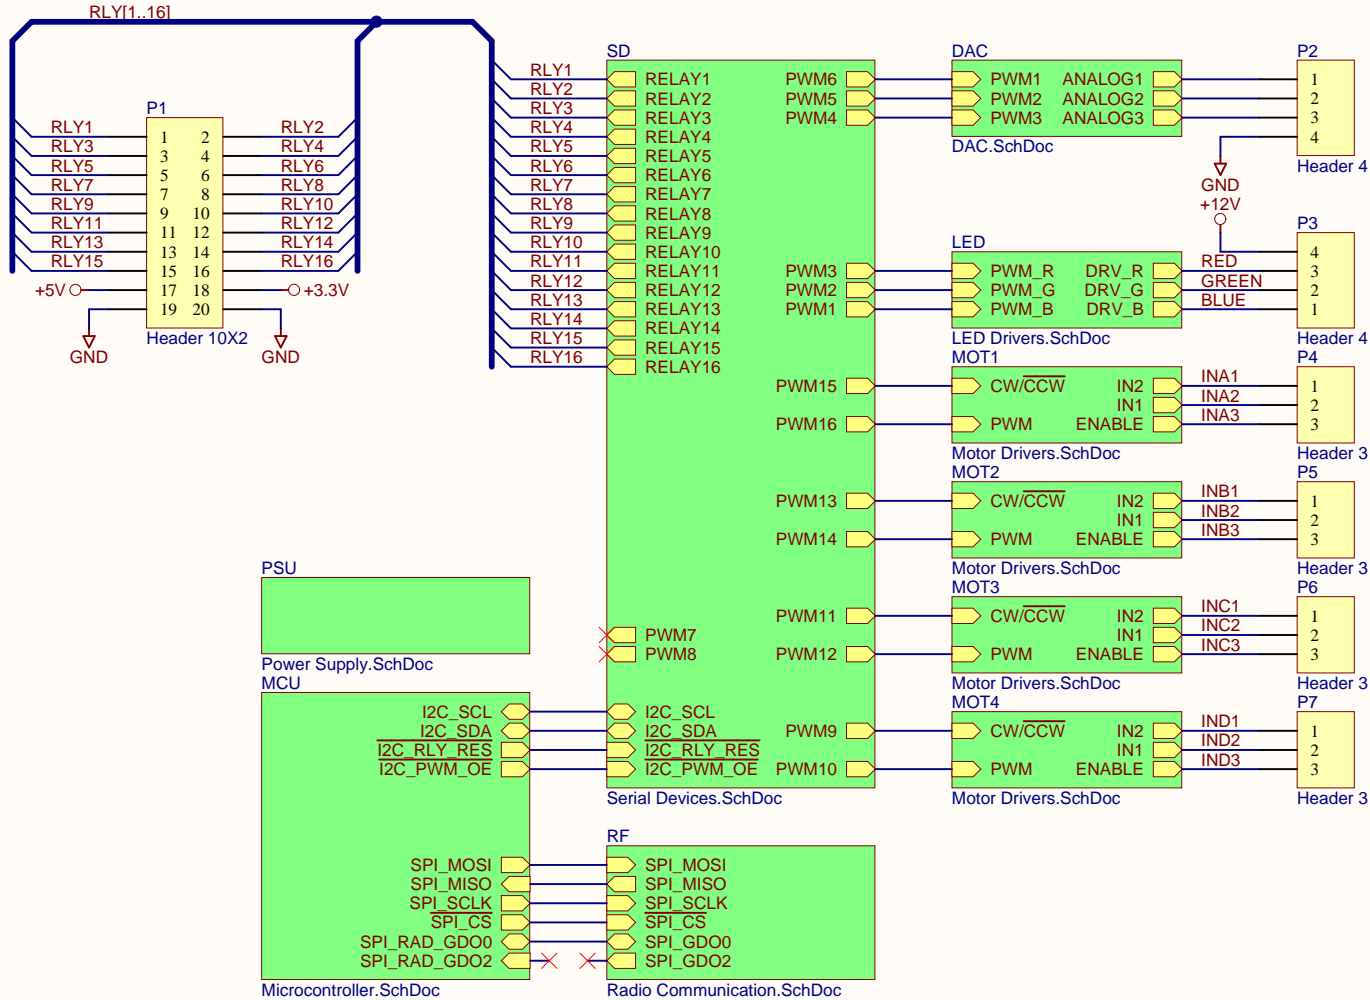 RLY[1..16]
P1
RLY1 1 2 RLY2
RLY3 3 4 RLY4
RLY5 5 6 RLY6
RLY7 7 8 RLY8
RLY9 9 10 RLY10
RLY11 11 12 RLY12
RLY13 13 14 RLY14
RLY15 15 16 RLY16
+5V 17 18 +3.3V
19 20
GND Header 10X2 GND
SD
RLY1 RELAY1
RLY2 RELAY2
RLY3 RELAY3
RLY4 RELAY4
RLY5 RELAY5
RLY6 RELAY6
RLY7 RELAY7
RLY8 RELAY8
RLY9 RELAY9
RLY10 RELAY10
RLY11 RELAY11
RLY12 RELAY12
RLY13 RELAY13
RLY14 RELAY14
RLY15 RELAY15
RLY16 RELAY16
PWM6
PWM5
PWM4
PWM3
PWM2
PWM1
PWM15
PWM16
PWM13
PWM14
PWM11
PWM7
PWM8 PWM12
I2C_SCL
I2C_SDA PWM9
I2C_RLY_RES
I2C_PWM_OE PWM10
Serial Devices.SchDoc
DAC
PWM1 ANALOG1
PWM2 ANALOG2
PWM3 ANALOG3
DAC.SchDoc
P2
1
2
3
4
Header 4
GND
+12V
LED
PWM_R DRV_R RED
PWM_G DRV_G GREEN
PWM_B DRV_B BLUE
LED Drivers.SchDoc
P3
4
3
2
1
Header 4
MOT1
CW/CCW IN2 INA1
IN1 INA2
PWM ENABLE INA3
Motor Drivers.SchDoc
P4
1
2
3
Header 3
MOT2
CW/CCW IN2 INB1
IN1 INB2
PWM ENABLE INB3
Motor Drivers.SchDoc
P5
1
2
3
Header 3
MOT3
CW/CCW IN2 INC1
IN1 INC2
PWM ENABLE INC3
Motor Drivers.SchDoc
P6
1
2
3
Header 3
MOT4
CW/CCW IN2 IND1
IN1 IND2
PWM ENABLE IND3
Motor Drivers.SchDoc
P7
1
2
3
Header 3
PSU
Power Supply.SchDoc
MCU
I2C_SCL
I2C_SDA
I2C_RLY_RES
I2C_PWM_OE
SPI_MOSI
SPI_MISO
SPI_SCLK
SPI_CS
SPI_RAD_GDO0
SPI_RAD_GDO2
Microcontroller.SchDoc
RF
SPI_MOSI
SPI_MISO
SPI_SCLK
SPI_CS
SPI_GDO0
SPI_GDO2
Radio Communication.SchDoc